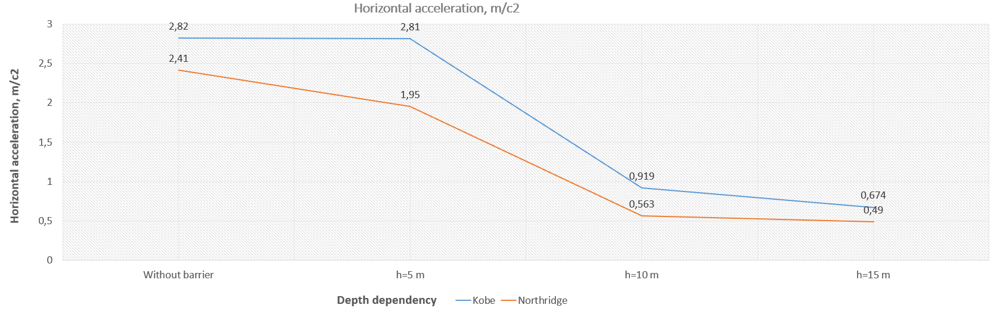 Horizontal acceleration, m/c2
3
2,5
2
1,5
1
0,5
0
Horizontal acceleration, m/c2
2,82
2,81
2,41
1,95
0,919
0,563
0,674
0,49
Without barrier
h=5 m
h=10 m
h=15 m
Depth dependency
Kobe
Northridge